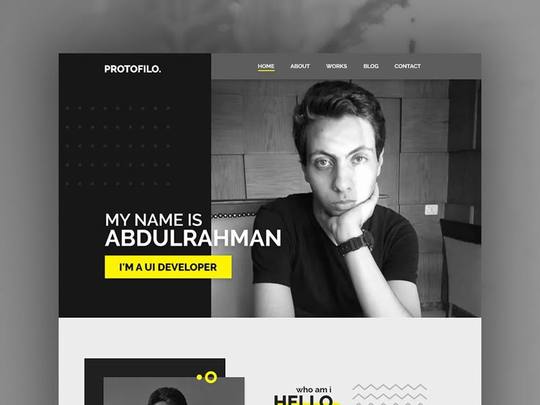 PROTOFILO.
HOME ABOUT WORKS BLOG CONTACT
MY NAME IS
ABDULRAHMAN
I'M A UI DEVELOPER
who am i
HELLO